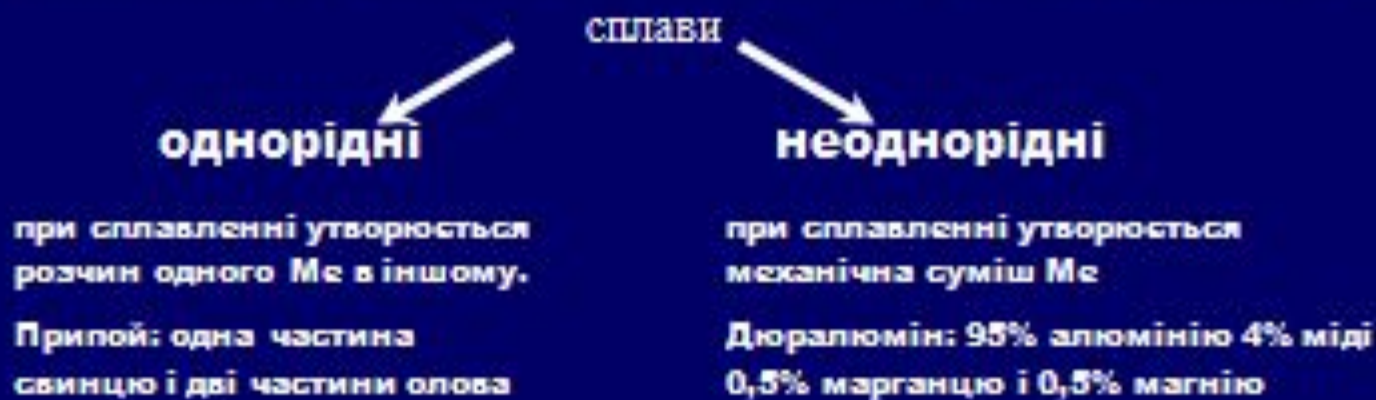 сплави
однорідні
неоднорідні
при сплавленні утворюється
розчин одного Ме в іншому.
Припой: одна частина
свинцю і дві частини олова
при сплавленні утворюється
механічна суміш Ме
Дюралюмін: 95% алюмінію 4% міді
0,5% марганцю і 0,5% магнію